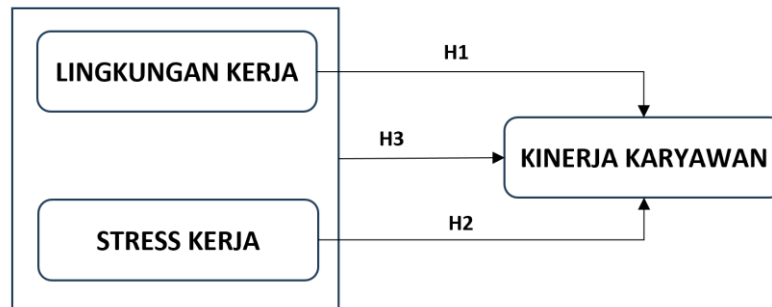 LINGKUNGAN KERJA
H1
H3
KINERJA KARYAWAN
STRESS KERJA
H2